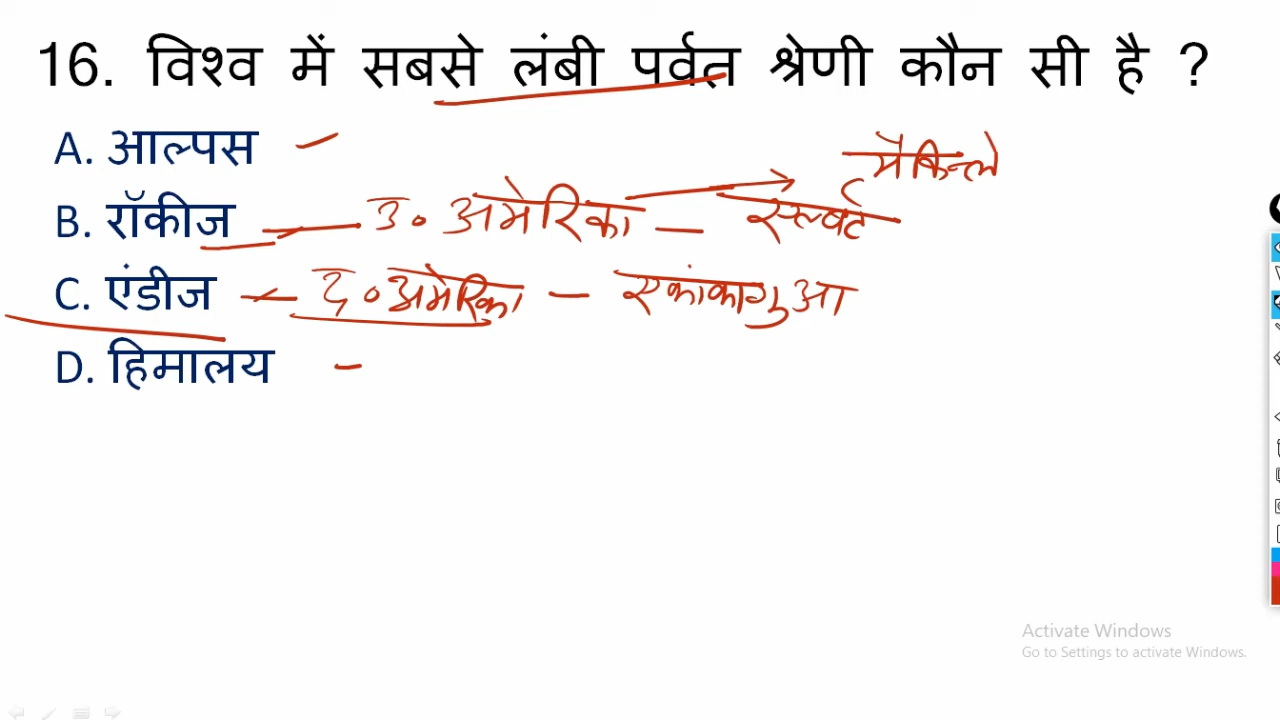 16. विश्व में सबसे लंबी पर्वत श्रेणी कौन सी है ?
A. आल्पस
मैकिन्ले
B. रॉकीज उ० अमेरिका — एल्बर्ट
C. एंडीज — द० अमेरिका — एकांकागुआ
D. हिमालय
Activate Windows
Go to Settings to activate Windows.